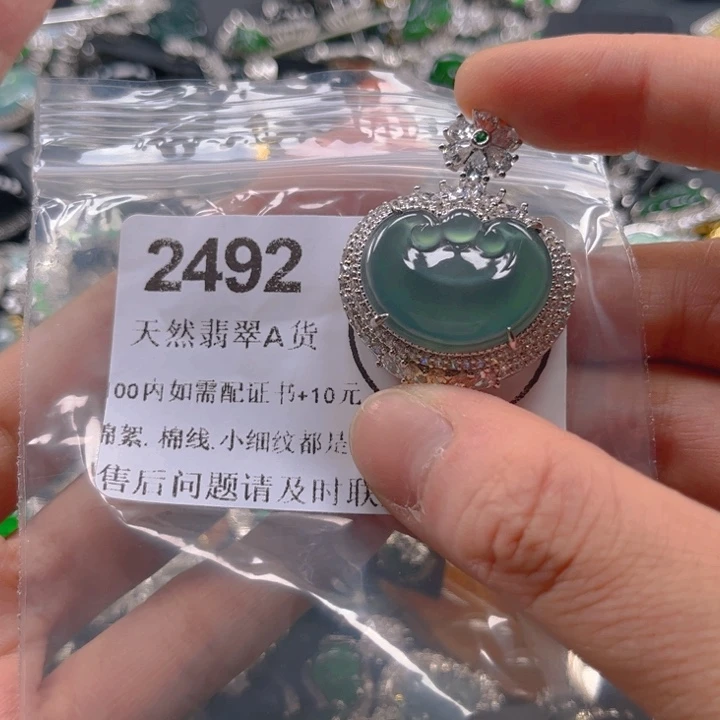 2492
天然翡翠A货
00内如需配证书+10元
棉絮.棉线.小细纹都是
售后问题请及时联